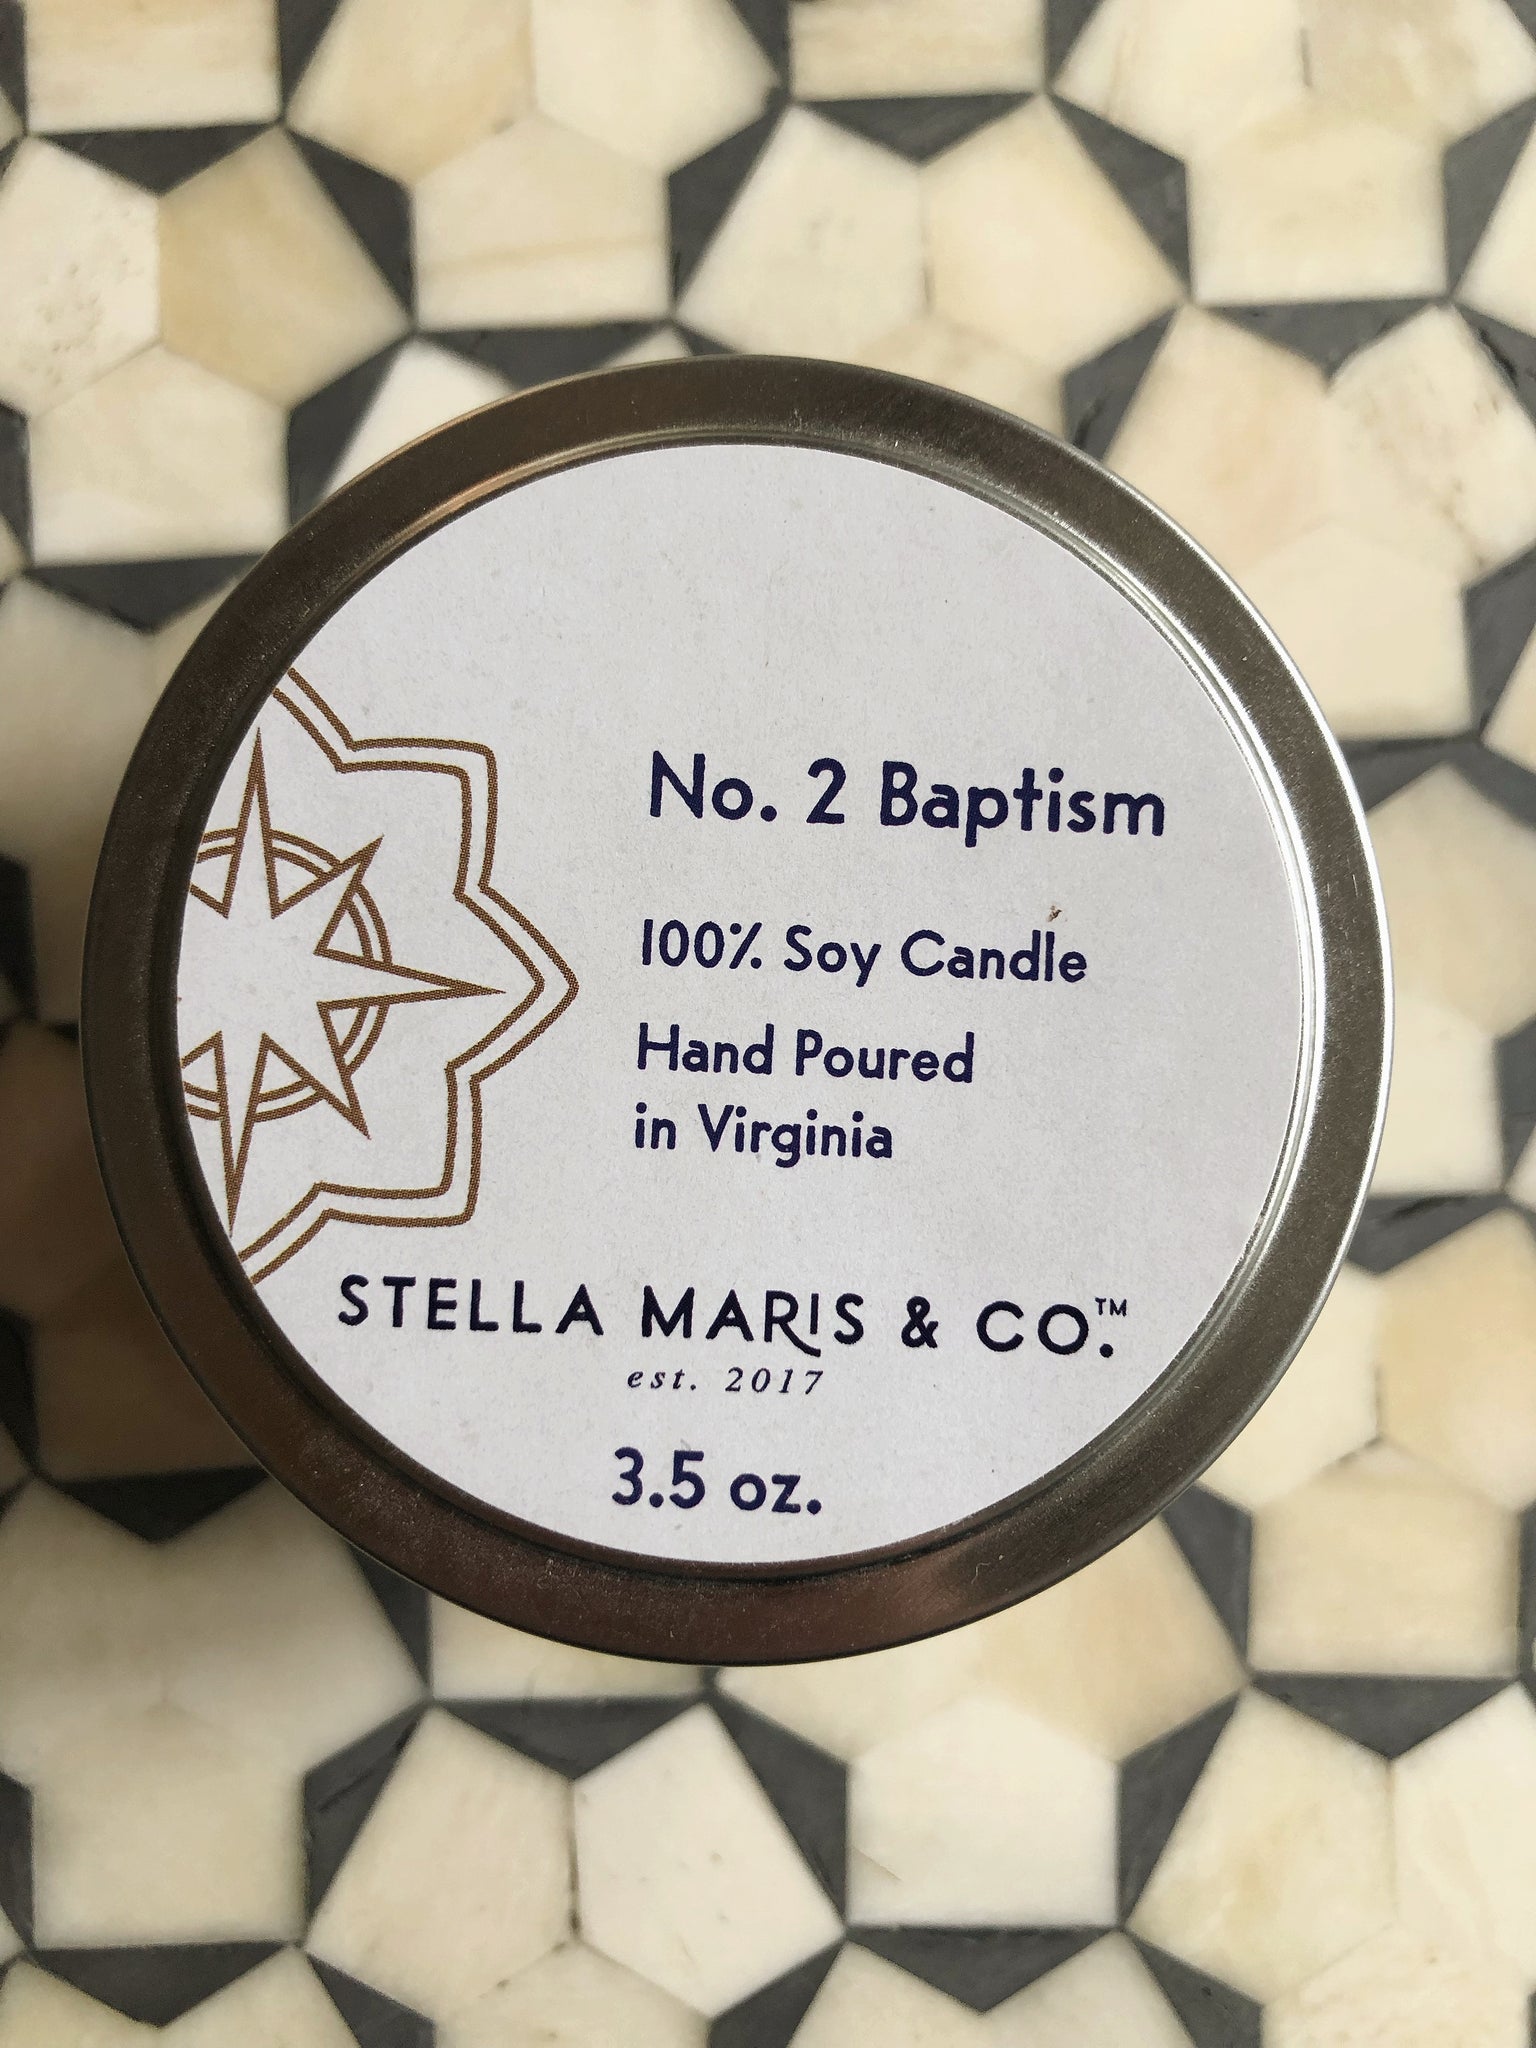 No. 2 Baptism
100% Soy Candle
Hand Poured
in Virginia
STELLA MARIS & CO.™
est. 2017
3.5 oz.